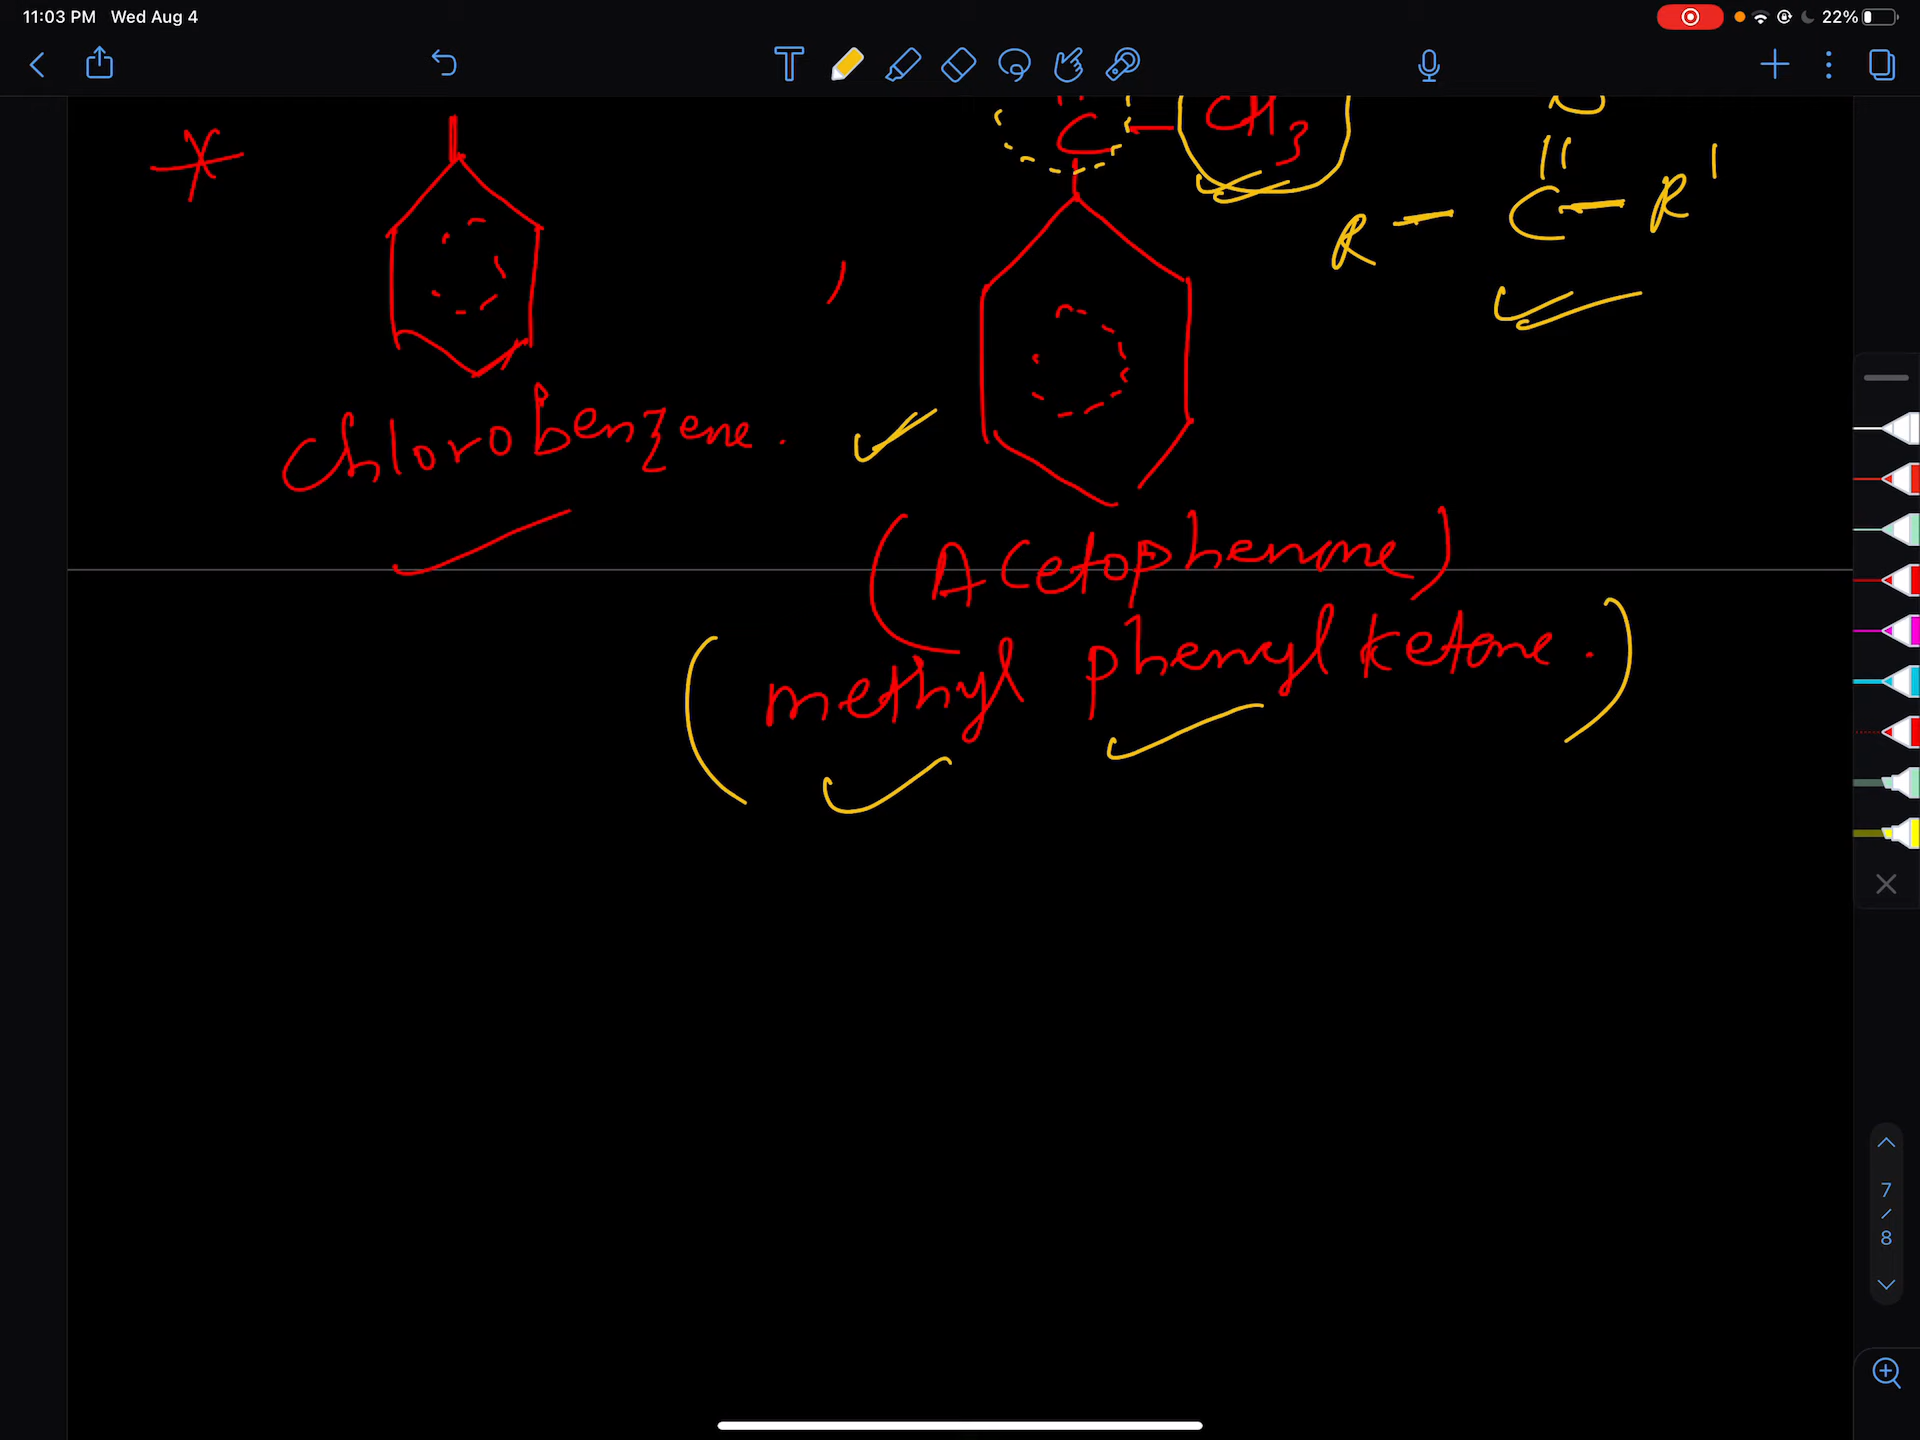 11:03 PM Wed Aug 4
22%
C — CH3
R — C — R'
Chlorobenzene.
(Acetophenone)
(methyl phenyl ketone.)
7
/
8